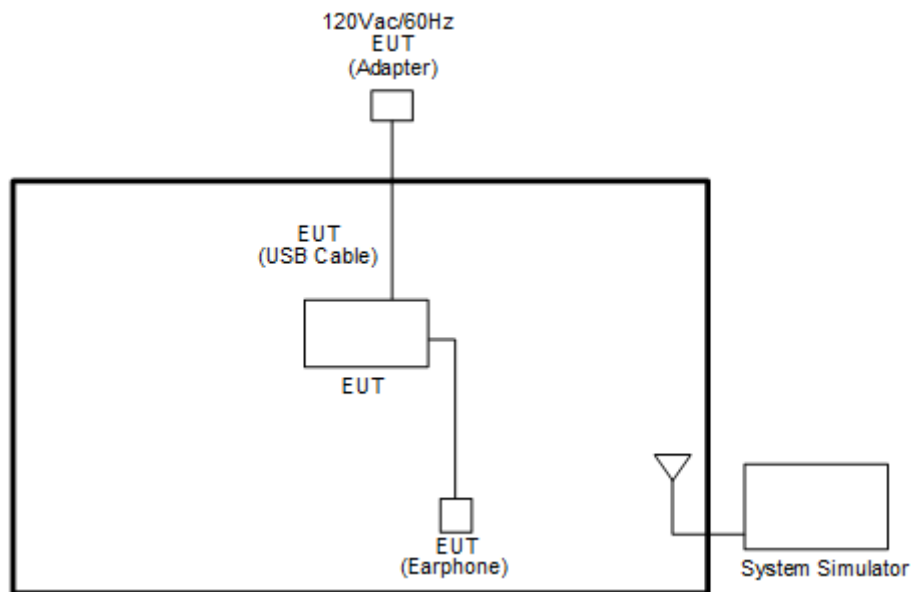 120Vac/60Hz
EUT
(Adapter)
EUT
(USB Cable)
EUT
EUT
(Earphone)
System Simulator